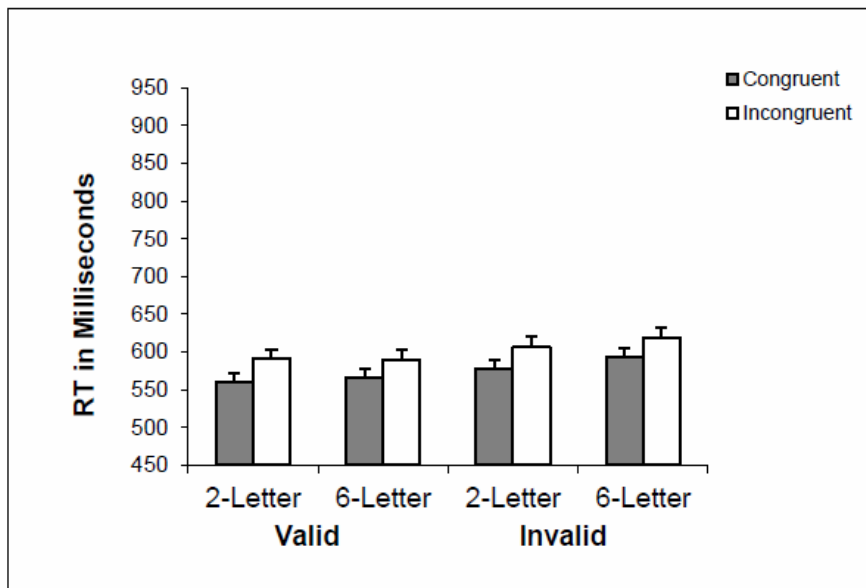 950
900
850
800
750
700
650
600
550
500
450
RT in Milliseconds
Congruent
Incongruent
2-Letter 6-Letter 2-Letter 6-Letter
Valid Invalid